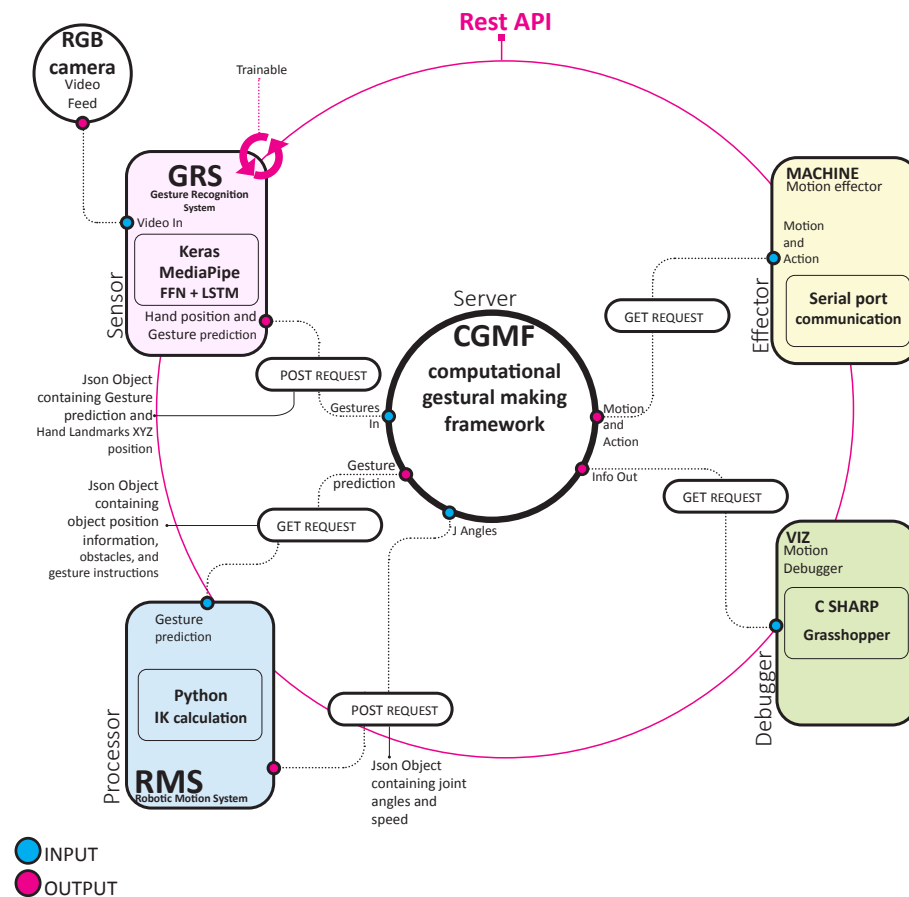 Rest API
RGB
camera
Video
Feed
Trainable
GRS
Gesture Recognition
System
Video In
Keras
MediaPipe
FFN + LSTM
Hand position and
Gesture prediction
Sensor
MACHINE
Motion effector
Motion
and
Action
Serial port
communication
Effector
GET REQUEST
Server
CGMF
computational
gestural making
framework
POST REQUEST
Gestures
In
Json Object
containing Gesture
prediction and
Hand Landmarks XYZ
position
Motion
and
Action
Gesture
prediction
Info Out
Json Object
containing
object position
information,
obstacles, and
gesture instructions
GET REQUEST
GET REQUEST
J Angles
VIZ
Motion
Debugger
C SHARP
Grasshopper
Debugger
Gesture
prediction
Python
IK calculation
RMS
Robotic Motion System
Processor
POST REQUEST
Json Object
containing joint
angles and
speed
INPUT
OUTPUT